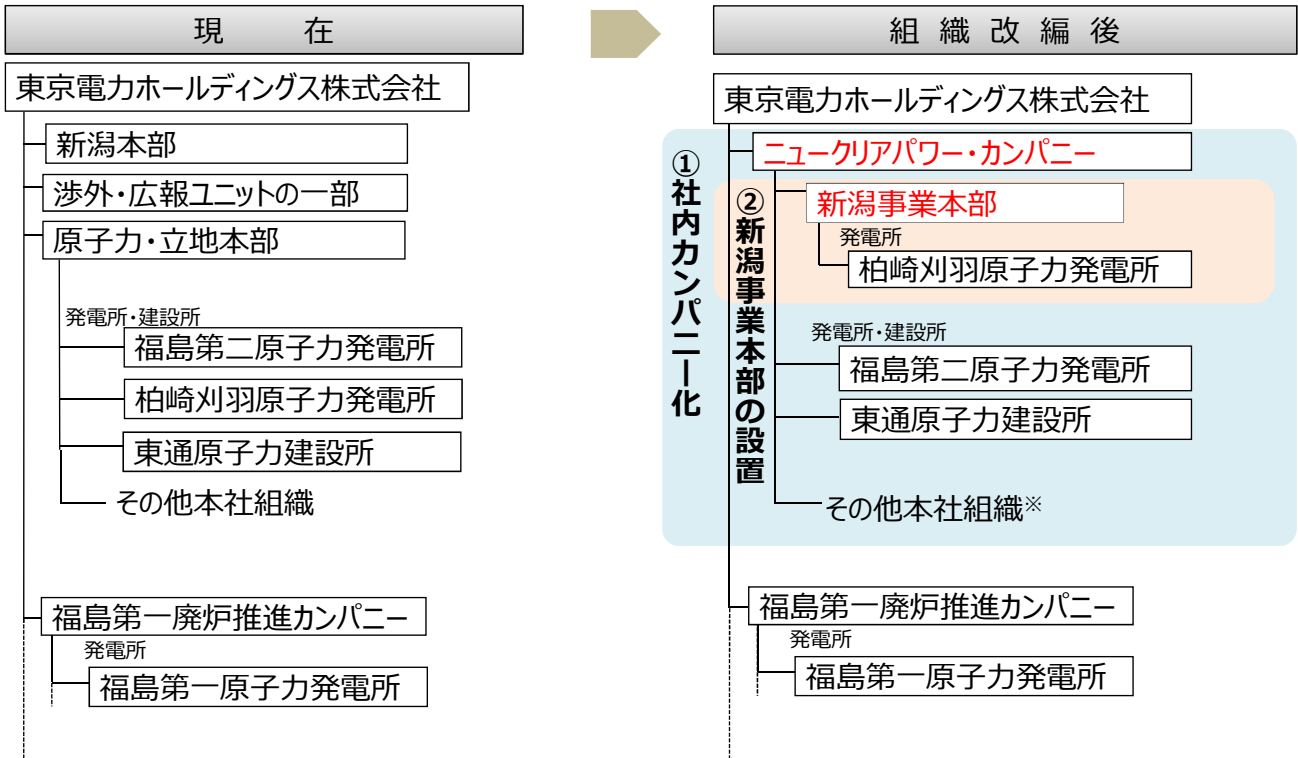 現　在
東京電力ホールディングス株式会社
新潟本部
渉外・広報ユニットの一部
原子力・立地本部
発電所・建設所
福島第二原子力発電所
柏崎刈羽原子力発電所
東通原子力建設所
その他本社組織
福島第一廃炉推進カンパニー
発電所
福島第一原子力発電所
組織改編後
東京電力ホールディングス株式会社
①社内カンパニー化
ニュークリアパワー・カンパニー
②新潟事業本部の設置
新潟事業本部
発電所
柏崎刈羽原子力発電所
発電所・建設所
福島第二原子力発電所
東通原子力建設所
その他本社組織※
福島第一廃炉推進カンパニー
発電所
福島第一原子力発電所